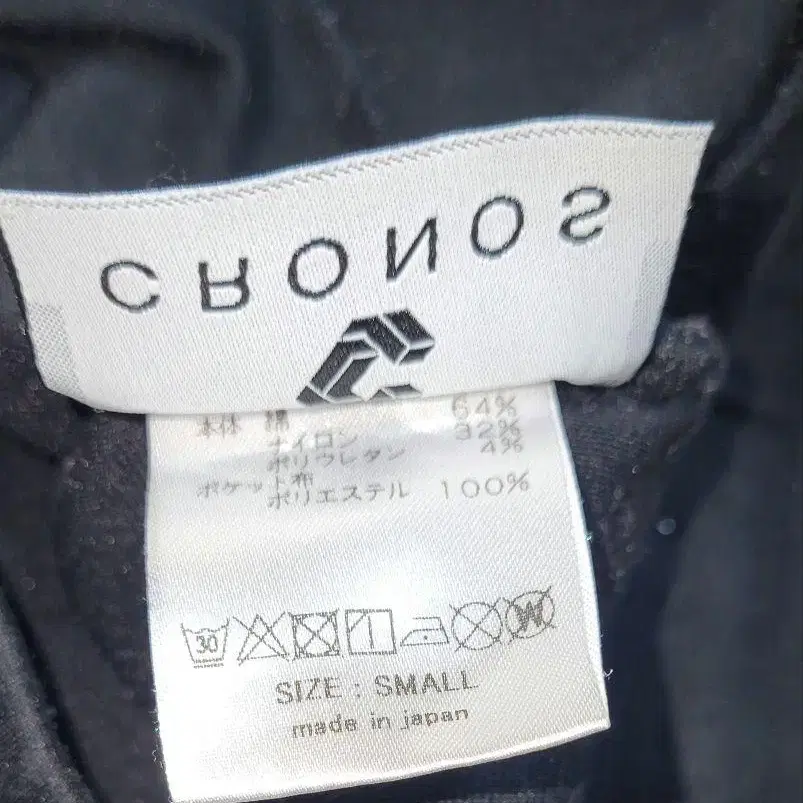 CRONOS
本体 綿 64%
ナイロン 32%
ポリウレタン 4%
ポケット布
ポリエステル 100%
30
W
SIZE : SMALL
made in japan